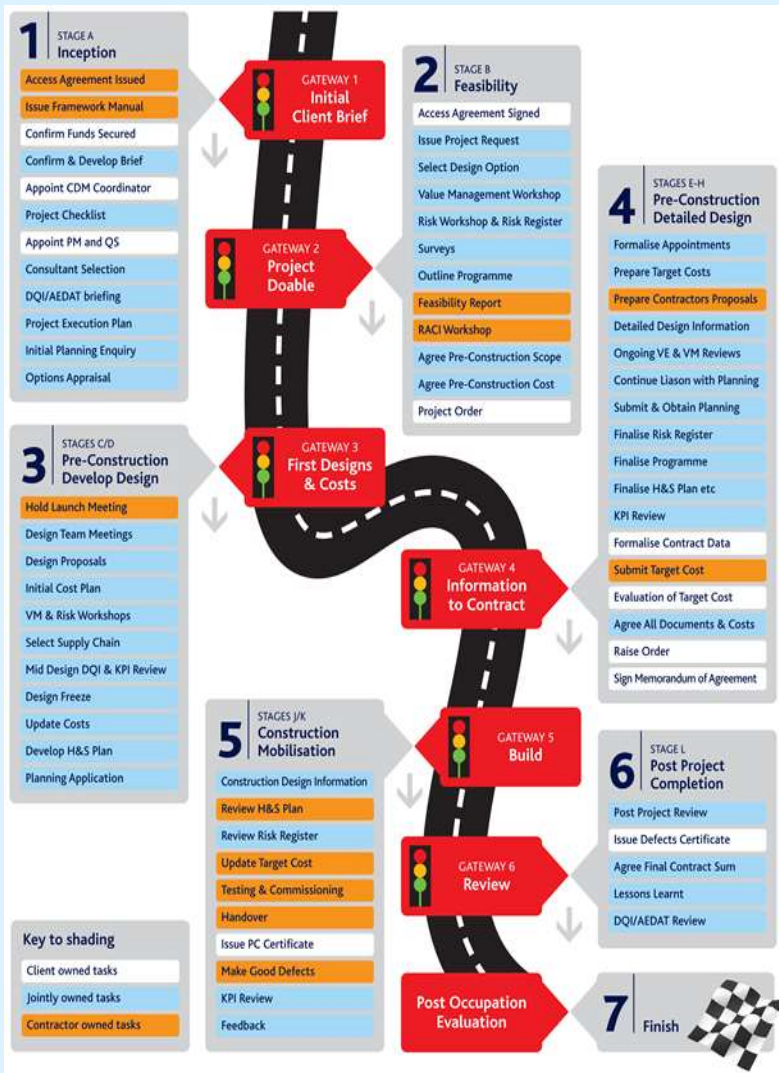 1
STAGE A
Inception
Access Agreement Issued
Issue Framework Manual
Confirm Funds Secured
Confirm & Develop Brief
Appoint CDM Coordinator
Project Checklist
Appoint PM and QS
Consultant Selection
DQI/AEDAT briefing
Project Execution Plan
Initial Planning Enquiry
Options Appraisal
GATEWAY 1
Initial
Client Brief
2
STAGE B
Feasibility
Access Agreement Signed
Issue Project Request
Select Design Option
Value Management Workshop
Risk Workshop & Risk Register
Surveys
Outline Programme
Feasibility Report
RACI Workshop
Agree Pre-Construction Scope
Agree Pre-Construction Cost
Project Order
GATEWAY 2
Project
Doable
3
STAGES C/D
Pre-Construction
Develop Design
Hold Launch Meeting
Design Team Meetings
Design Proposals
Initial Cost Plan
VM & Risk Workshops
Select Supply Chain
Mid Design DQI & KPI Review
Design Freeze
Update Costs
Develop H&S Plan
Planning Application
GATEWAY 3
First Designs
& Costs
4
STAGES E-H
Pre-Construction
Detailed Design
Formalise Appointments
Prepare Target Costs
Prepare Contractors Proposals
Detailed Design Information
Ongoing VE & VM Reviews
Continue Liason with Planning
Submit & Obtain Planning
Finalise Risk Register
Finalise Programme
Finalise H&S Plan etc
KPI Review
Formalise Contract Data
Submit Target Cost
Evaluation of Target Cost
Agree All Documents & Costs
Raise Order
Sign Memorandum of Agreement
GATEWAY 4
Information
to Contract
5
STAGES J/K
Construction
Mobilisation
Construction Design Information
Review H&S Plan
Review Risk Register
Update Target Cost
Testing & Commissioning
Handover
Issue PC Certificate
Make Good Defects
KPI Review
Feedback
GATEWAY 5
Build
6
STAGE L
Post Project
Completion
Post Project Review
Issue Defects Certificate
Agree Final Contract Sum
Lessons Learnt
DQI/AEDAT Review
GATEWAY 6
Review
Key to shading
Client owned tasks
Jointly owned tasks
Contractor owned tasks
Post Occupation
Evaluation
7
Finish